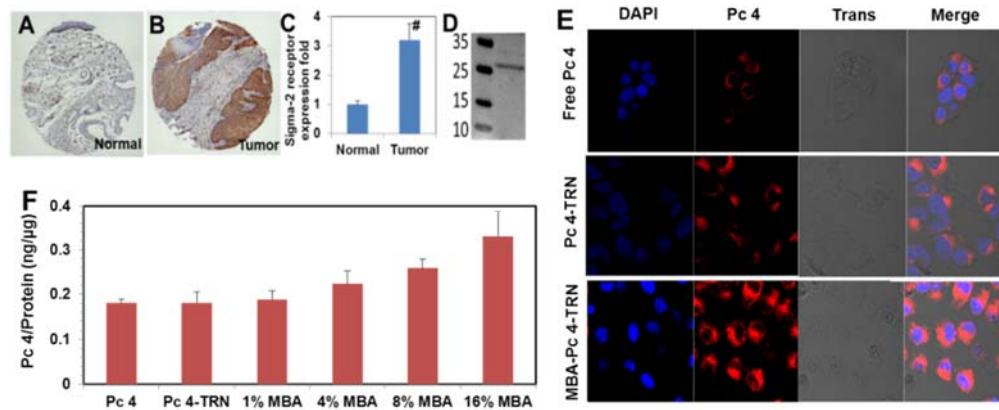 A
Normal
B
Tumor
C
Sigma-2 receptor
expression fold
4
3
2
1
0
#
Normal Tumor
D
35
25
15
10
E
DAPI Pc 4 Trans Merge
Free Pc 4
Pc 4-TRN
MBA-Pc 4-TRN
F
Pc 4/Protein (ng/µg)
0.4
0.3
0.2
0.1
0
Pc 4 Pc 4-TRN 1% MBA 4% MBA 8% MBA 16% MBA